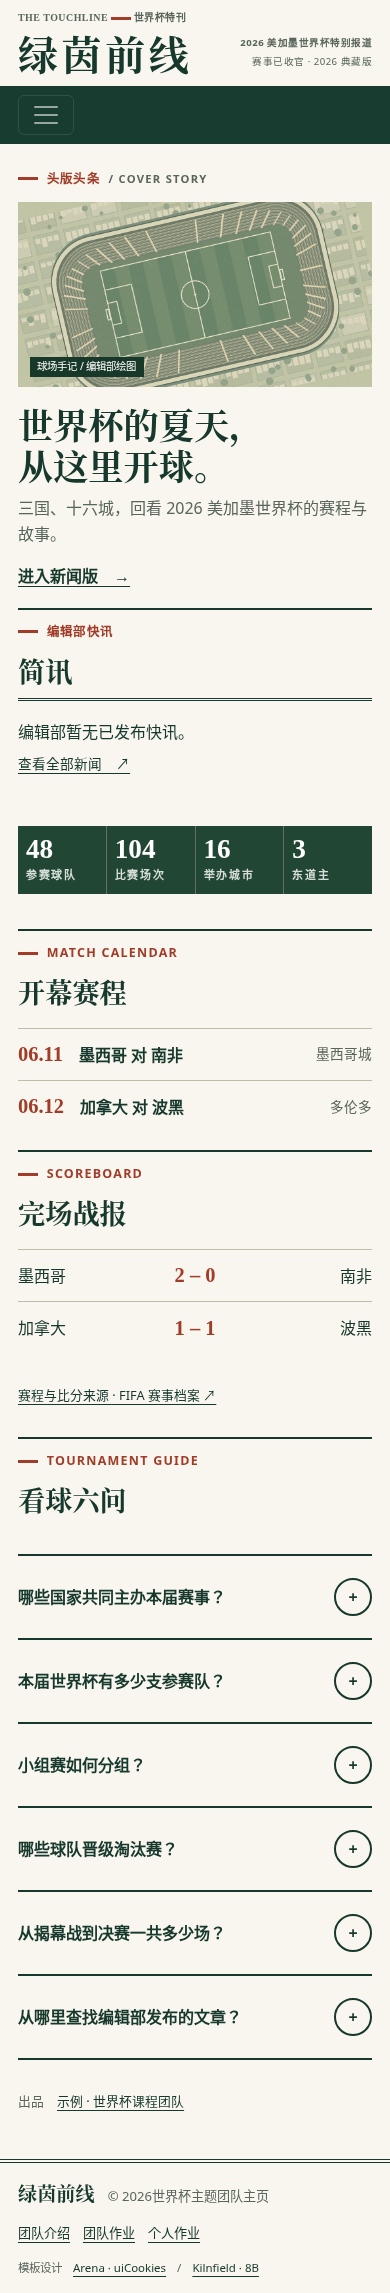 THE TOUCHLINE — 世界杯特刊
绿茵前线
2026 美加墨世界杯特别报道
赛事已收官 · 2026 典藏版
头版头条 / COVER STORY
球场手记 / 编辑部绘图
世界杯的夏天，
从这里开球。
三国、十六城，回看 2026 美加墨世界杯的赛程与
故事。
进入新闻版 →
编辑部快讯
简讯
编辑部暂无已发布快讯。
查看全部新闻 ↗
48 104 16 3
参赛球队 比赛场次 举办城市 东道主
MATCH CALENDAR
开幕赛程
06.11 墨西哥 对 南非 墨西哥城
06.12 加拿大 对 波黑 多伦多
SCOREBOARD
完场战报
墨西哥 2 – 0 南非
加拿大 1 – 1 波黑
赛程与比分来源 · FIFA 赛事档案 ↗
TOURNAMENT GUIDE
看球六问
哪些国家共同主办本届赛事？ +
本届世界杯有多少支参赛队？ +
小组赛如何分组？ +
哪些球队晋级淘汰赛？ +
从揭幕战到决赛一共多少场？ +
从哪里查找编辑部发布的文章？ +
出品 示例 · 世界杯课程团队
绿茵前线 © 2026世界杯主题团队主页
团队介绍 团队作业 个人作业
模板设计 Arena · uiCookies / Kilnfield · 8B